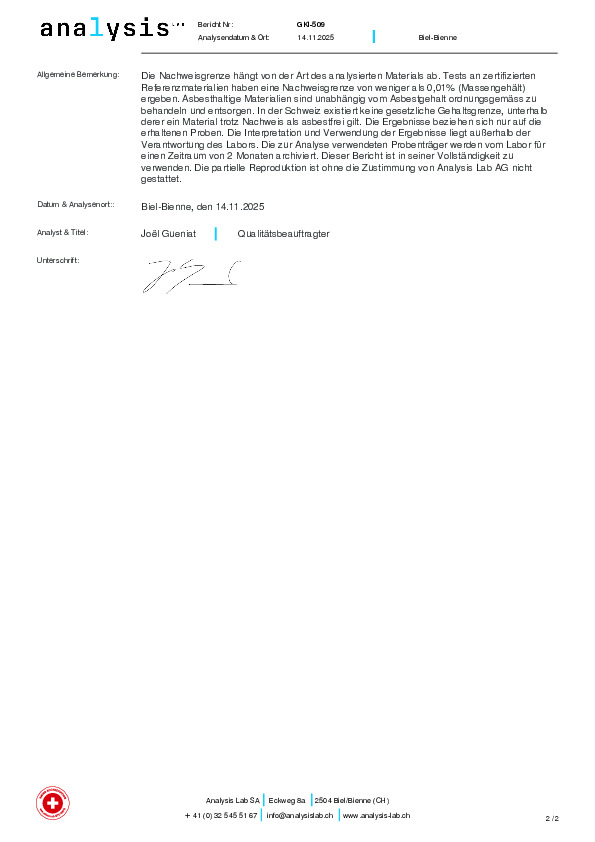 analysis LAB
Bericht Nr: GKI-509
Analysendatum & Ort: 14.11.2025 Biel-Bienne
Allgemeine Bemerkung: Die Nachweisgrenze hängt von der Art des analysierten Materials ab. Tests an zertifizierten
Referenzmaterialien haben eine Nachweisgrenze von weniger als 0,01% (Massengehält)
ergeben. Asbesthaltige Materialien sind unabhängig vom Asbestgehalt ordnungsgemäss zu
behandeln und entsorgen. In der Schweiz existiert keine gesetzliche Gehaltsgrenze, unterhalb
derer ein Material trotz Nachweis als asbestfrei gilt. Die Ergebnisse beziehen sich nur auf die
erhaltenen Proben. Die Interpretation und Verwendung der Ergebnisse liegt außerhalb der
Verantwortung des Labors. Die zur Analyse verwendeten Probenträger werden vom Labor für
einen Zeitraum von 2 Monaten archiviert. Dieser Bericht ist in seiner Vollständigkeit zu
verwenden. Die partielle Reproduktion ist ohne die Zustimmung von Analysis Lab AG nicht
gestattet.
Datum & Analysenort:: Biel-Bienne, den 14.11.2025
Analyst & Titel: Joël Gueniat Qualitätsbeauftragter
Unterschrift:
Analysis Lab SA | Eckweg 8a | 2504 Biel/Bienne (CH)
+ 41 (0) 32 545 51 67 | info@analysislab.ch | www.analysis-lab.ch
2 / 2